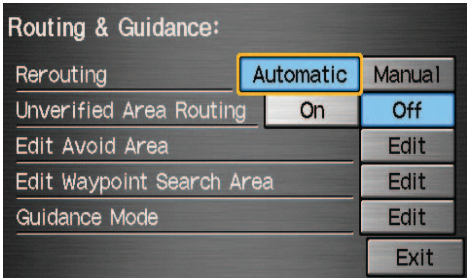 Routing & Guidance:
Rerouting Automatic Manual
Unverified Area Routing On Off
Edit Avoid Area Edit
Edit Waypoint Search Area Edit
Guidance Mode Edit
Exit